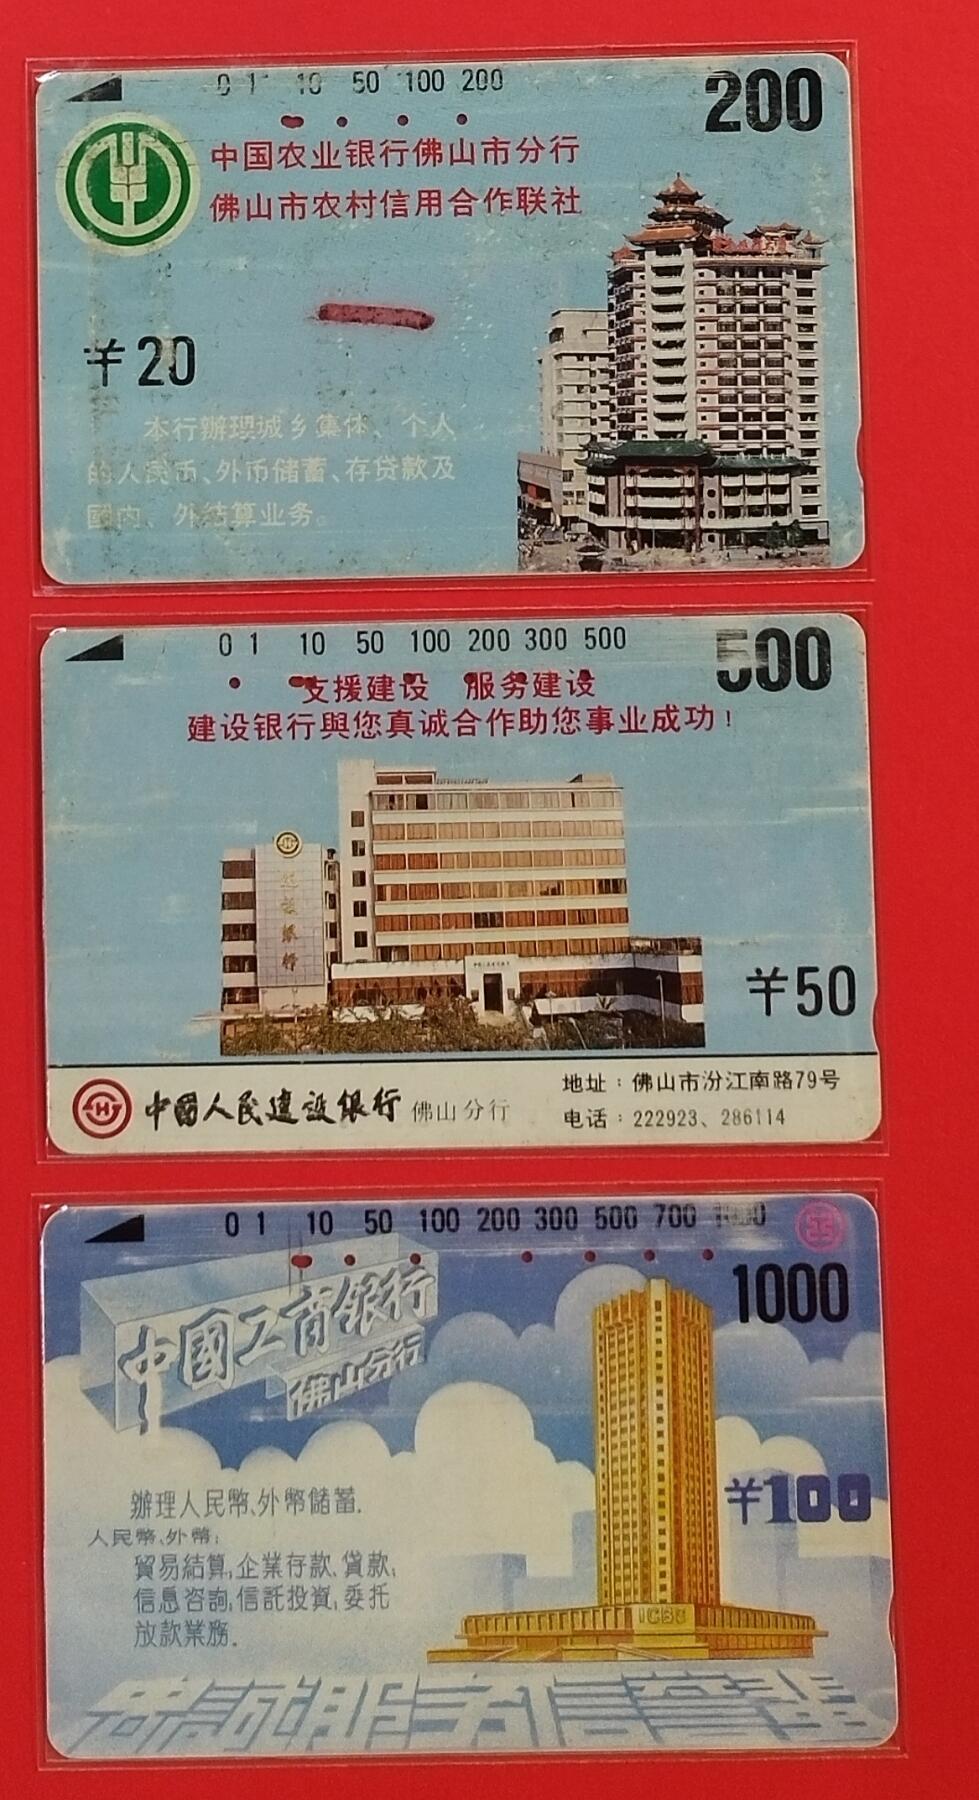 0 1 10 50 100 200
200
中国农业银行佛山市分行
佛山市农村信用合作联社
¥20
本行辦理城乡集体、个人
的人民币、外币储蓄、存贷款及
國内、外结算业务。
0 1 10 50 100 200 300 500
500
支援建设 服务建设
建设银行與您真诚合作助您事业成功！
建设银行
¥50
中國人民建设银行 佛山分行
地址：佛山市汾江南路79号
电话：222923、286114
0 1 10 50 100 200 300 500 700 1000
1000
中國工商銀行
佛山分行
¥100
辦理人民幣、外幣儲蓄.
人民幣、外幣：
貿易結算,企業存款、貸款,
信息咨詢,信託投資,委托
放款業務.
ICBC